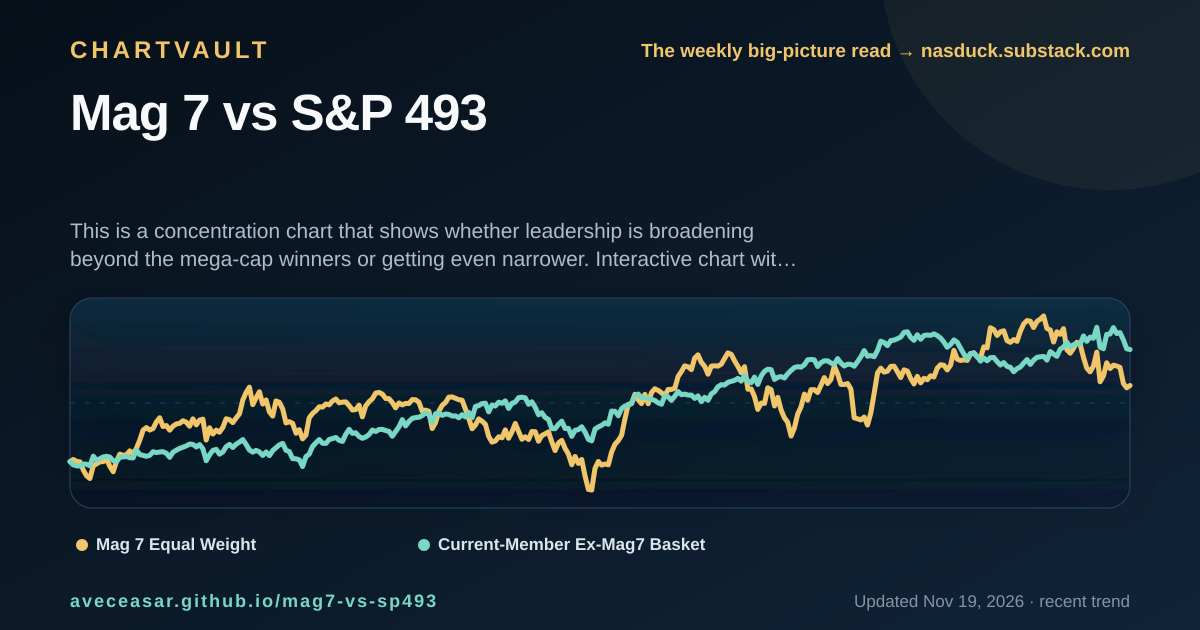 CHARTVAULT
The weekly big-picture read → nasduck.substack.com
Mag 7 vs S&P 493
This is a concentration chart that shows whether leadership is broadening
beyond the mega-cap winners or getting even narrower. Interactive chart wit…
Mag 7 Equal Weight
Current-Member Ex-Mag7 Basket
aveceasar.github.io/mag7-vs-sp493
Updated Nov 19, 2026 · recent trend